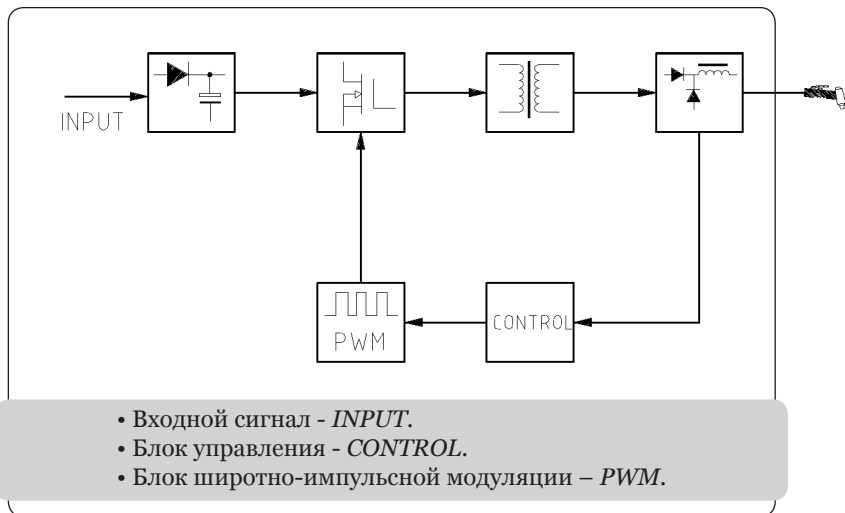 INPUT
CONTROL
PWM
• Входной сигнал - INPUT.
• Блок управления - CONTROL.
• Блок широтно-импульсной модуляции – PWM.